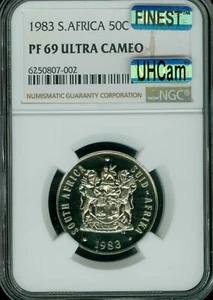 1983 S.AFRICA 50C
FINEST
PF 69 ULTRA CAMEO
UHCam
6250807-002
NUMISMATIC GUARANTY CORPORATION
NGC
SOUTH AFRICA SUID-AFRIKA
1983